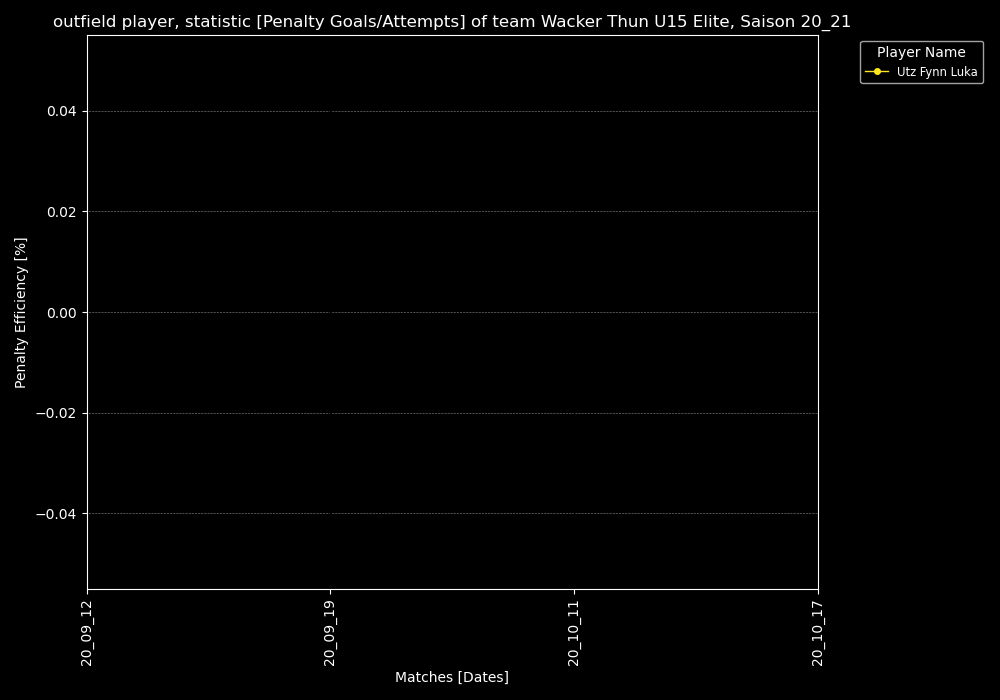 outfield player, statistic [Penalty Goals/Attempts] of team Wacker Thun U15 Elite, Saison 20_21
Player Name
Utz Fynn Luka
Penalty Efficiency [%]
0.04
0.02
0.00
−0.02
−0.04
20_09_12
20_09_19
20_10_11
20_10_17
Matches [Dates]